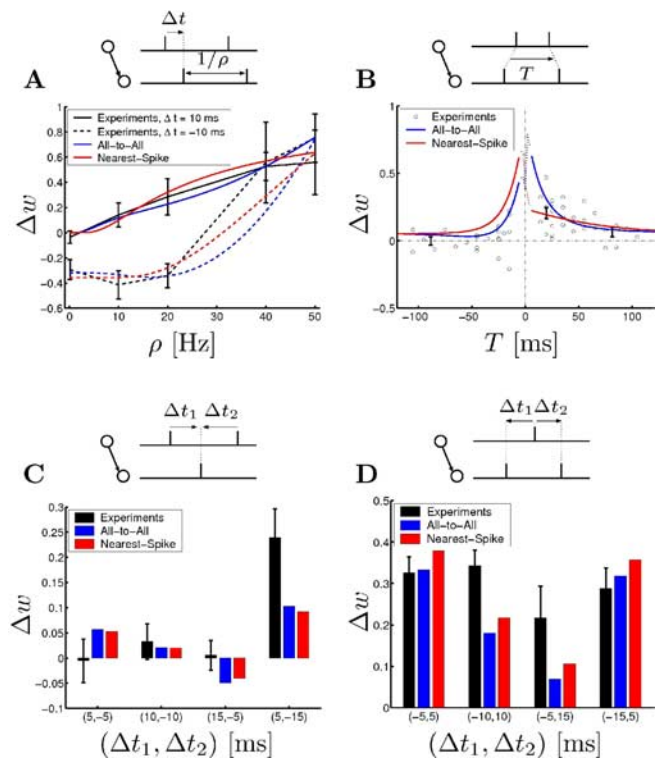 Δt
1/ρ
A
Experiments, Δ t = 10 ms
Experiments, Δ t = −10 ms
All−to−All
Nearest−Spike
0.8
0.6
0.4
0.2
0
−0.2
−0.4
−0.6
Δw
0 10 20 30 40 50
ρ [Hz]
T
B
Experiments
All−to−All
Nearest−Spike
1
0.5
0
−0.5
Δw
−100 −50 0 50 100
T [ms]
Δt1 Δt2
C
Experiments
All−to−All
Nearest−Spike
0.3
0.25
0.2
0.15
0.1
0.05
0
−0.05
−0.1
Δw
(5,−5) (10,−10) (15,−5) (5,−15)
(Δt1, Δt2) [ms]
Δt1 Δt2
D
Experiments
All−to−All
Nearest−Spike
0.5
0.4
0.3
0.2
0.1
0
Δw
(−5,5) (−10,10) (−5,15) (−15,5)
(Δt1, Δt2) [ms]